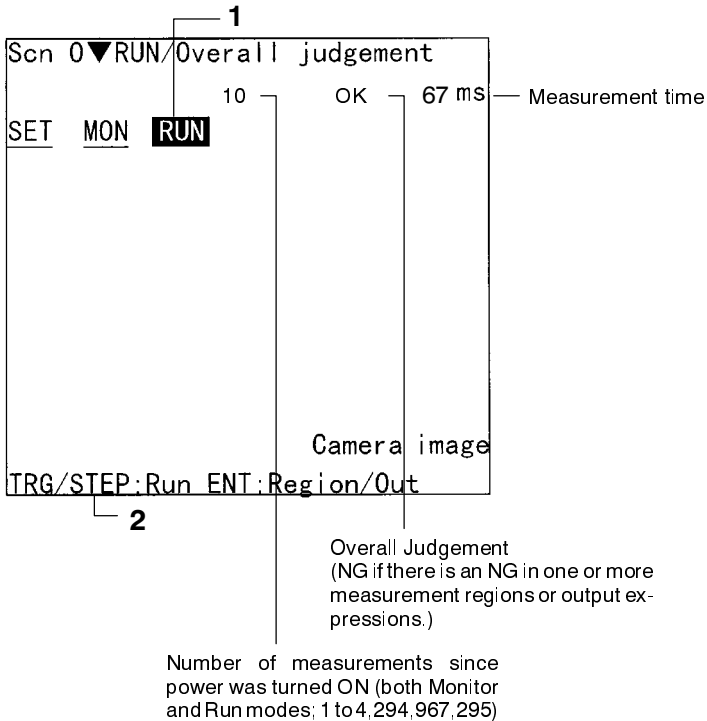 1
Scn 0▼RUN/Overall judgement
10 OK 67 ms Measurement time
SET MON RUN
Camera image
TRG/STEP:Run ENT:Region/Out
2
Overall Judgement
(NG if there is an NG in one or more
measurement regions or output ex-
pressions.)
Number of measurements since
power was turned ON (both Monitor
and Run modes; 1 to 4,294,967,295)